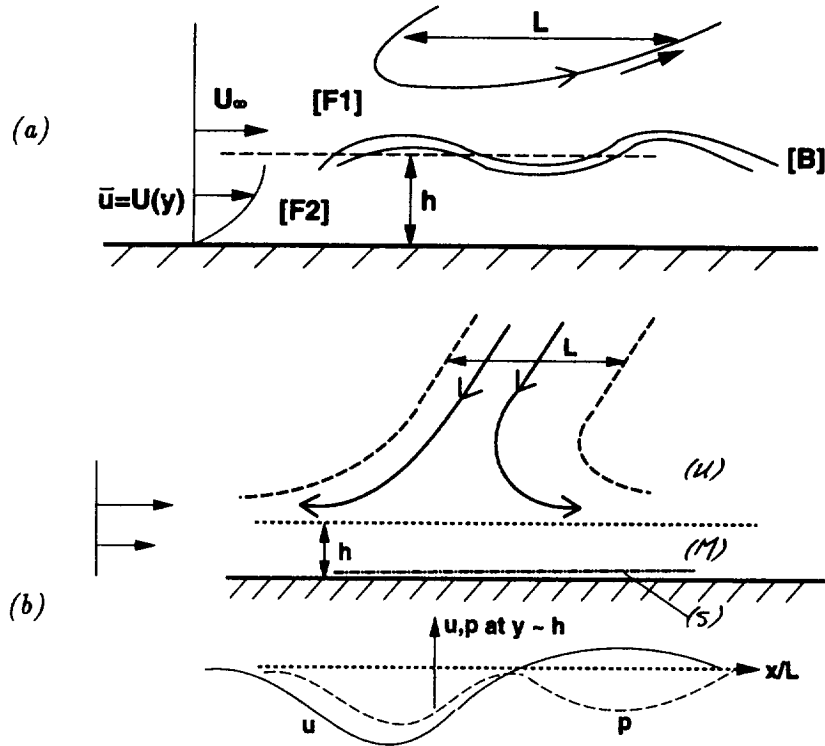 L
U∞
[F1]
(a)
[B]
ū=U(y)
[F2]
h
L
(U)
h
(M)
(b)
(S)
u,p at y ~ h
x/L
u
p